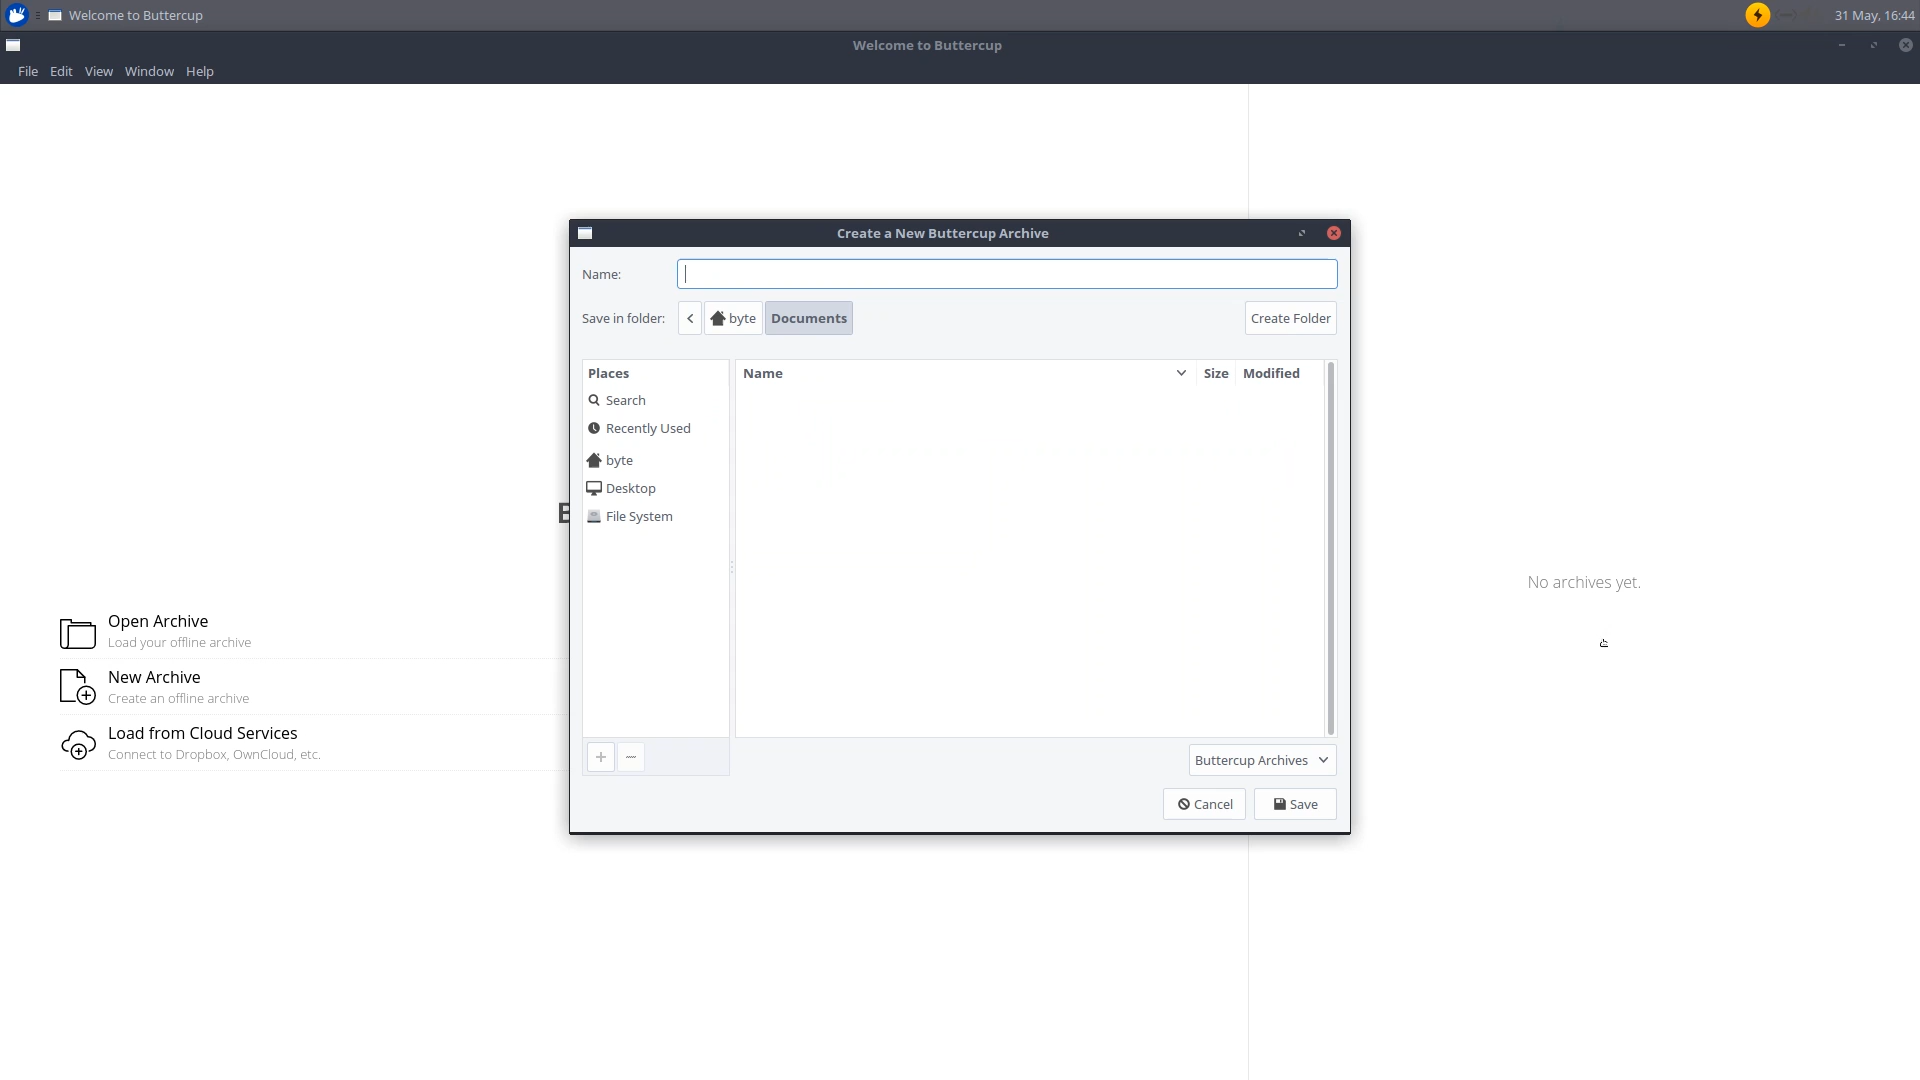 Welcome to Buttercup
31 May, 16:44
Welcome to Buttercup
File Edit View Window Help
Create a New Buttercup Archive
Name:
Save in folder: byte Documents Create Folder
Places
Search
Recently Used
byte
Desktop
File System
Name Size Modified
Buttercup Archives
Cancel Save
Open Archive
Load your offline archive
New Archive
Create an offline archive
Load from Cloud Services
Connect to Dropbox, OwnCloud, etc.
No archives yet.